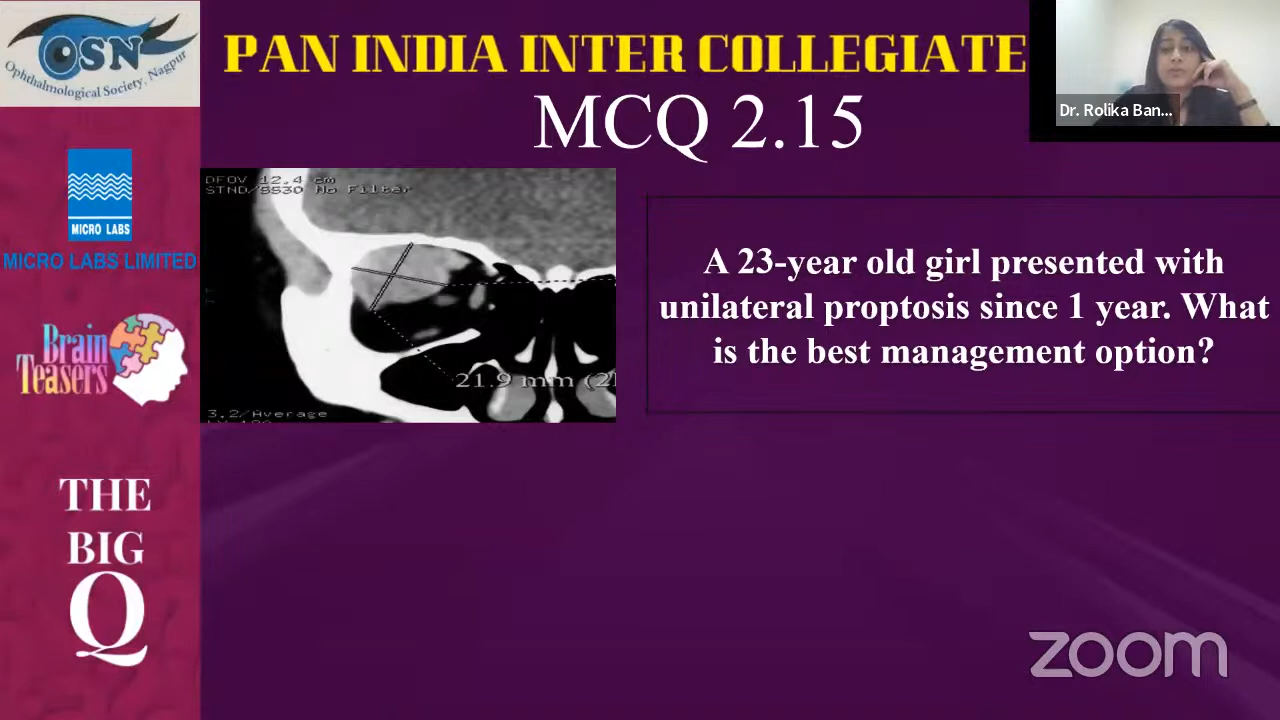 OSN
Ophthalmological Society, Nagpur
PAN INDIA INTER COLLEGIATE
MCQ 2.15
Dr. Rolika Ban...
MICRO LABS
MICRO LABS LIMITED
Brain
Teasers
THE
BIG
Q
DFOV 12.4 cm
STND/SS30 No Filter
21.9 mm (2
3.2/Average
A 23-year old girl presented with
unilateral proptosis since 1 year. What
is the best management option?
zoom